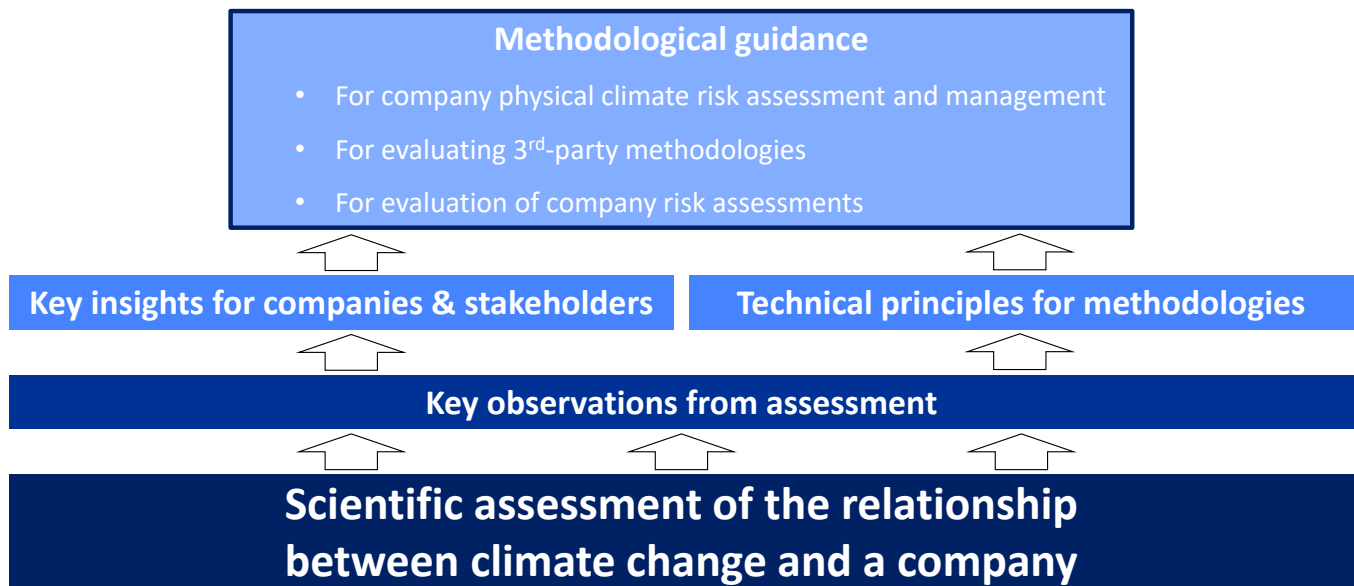 Methodological guidance
• For company physical climate risk assessment and management
• For evaluating 3rd-party methodologies
• For evaluation of company risk assessments
Key insights for companies & stakeholders
Technical principles for methodologies
Key observations from assessment
Scientific assessment of the relationship
between climate change and a company